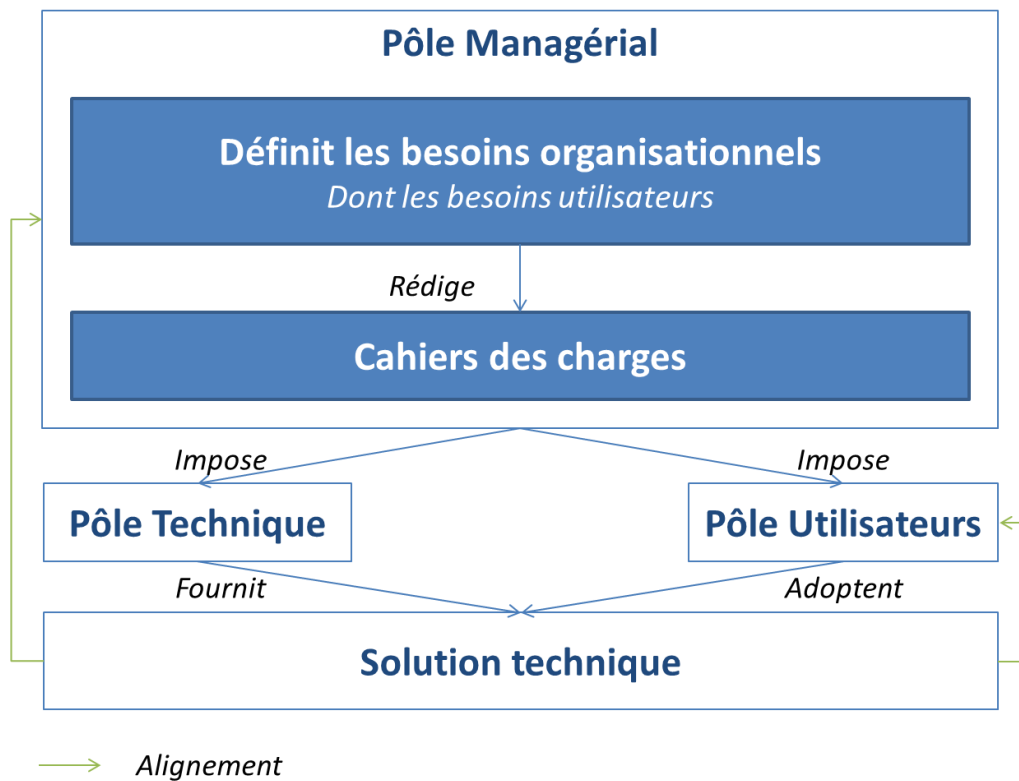 Pôle Managérial
Définit les besoins organisationnels
Dont les besoins utilisateurs
Rédige
Cahiers des charges
Impose
Impose
Pôle Technique
Pôle Utilisateurs
Fournit
Adoptent
Solution technique
Alignement